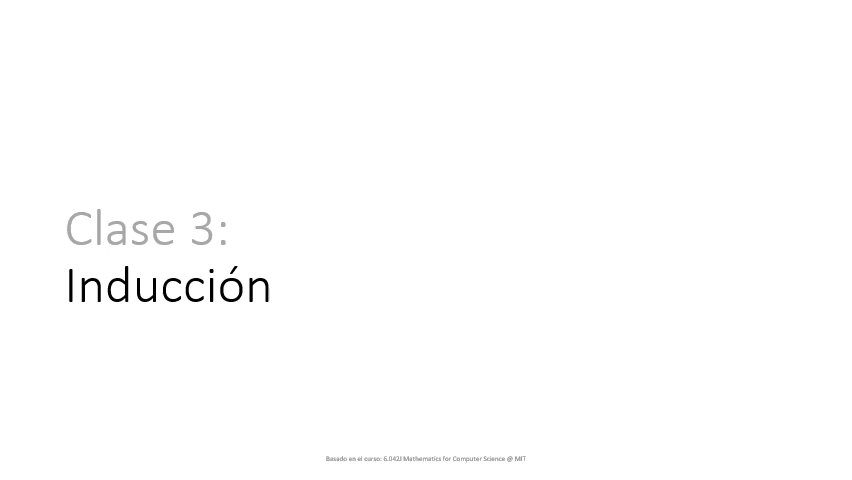 Clase 3:
Inducción
Basado en el curso: 6.042J Mathematics for Computer Science @ MIT